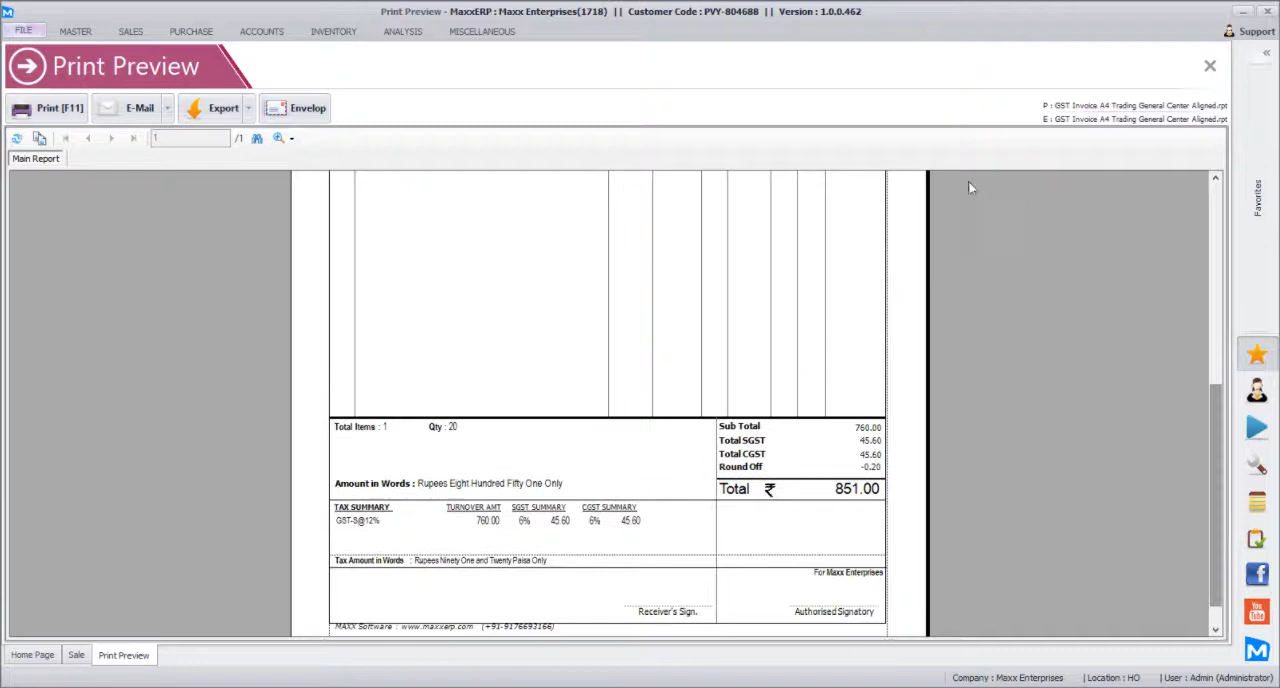 Print Preview - MaxxERP : Maxx Enterprises(1718)  ||  Customer Code : PVY-804688  ||  Version : 1.0.0.462
FILE MASTER SALES PURCHASE ACCOUNTS INVENTORY ANALYSIS MISCELLANEOUS Support
Print Preview
Print [F11] E-Mail Export Envelop
P : GST Invoice A4 Trading General Center Aligned.rpt
E : GST Invoice A4 Trading General Center Aligned.rpt
1 /1
Main Report
Favorites
Total Items : 1 Qty : 20 Sub Total 760.00
Total SGST 45.60
Total CGST 45.60
Round Off -0.20
Amount in Words : Rupees Eight Hundred Fifty One Only Total ₹ 851.00
TAX SUMMARY TURNOVER AMT SGST SUMMARY CGST SUMMARY
GST-S@12% 760.00 6% 45.60 6% 45.60
Tax Amount in Words : Rupees Ninety One and Twenty Paisa Only
For Maxx Enterprises
Receiver's Sign. Authorised Signatory
MAXX Software : www.maxxerp.com (+91-9176693166)
You
Tube
Home Page Sale Print Preview
Company : Maxx Enterprises | Location : HO | User : Admin (Administrator)